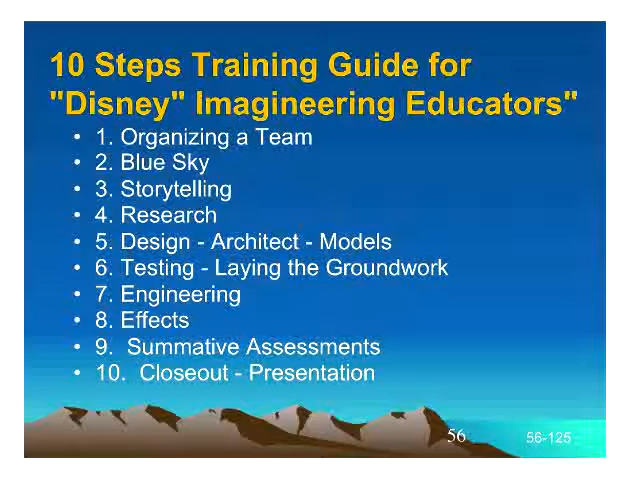 10 Steps Training Guide for
"Disney" Imagineering Educators"
• 1. Organizing a Team
• 2. Blue Sky
• 3. Storytelling
• 4. Research
• 5. Design - Architect - Models
• 6. Testing - Laying the Groundwork
• 7. Engineering
• 8. Effects
• 9.  Summative Assessments
• 10.  Closeout - Presentation
56
56-125